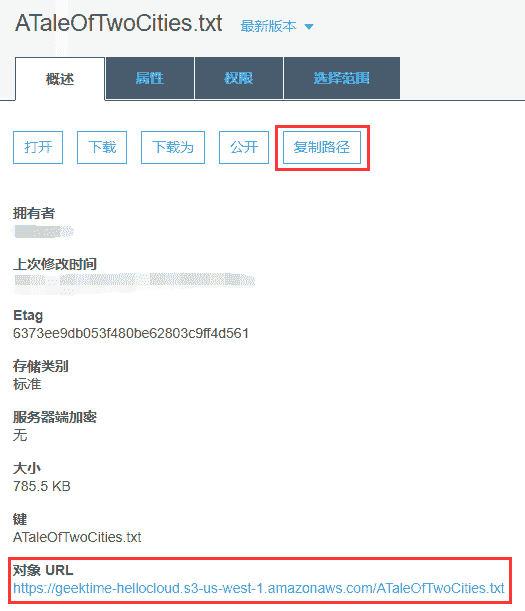 ATaleOfTwoCities.txt 最新版本
概述 属性 权限 选择范围
打开 下载 下载为 公开 复制路径
拥有者
上次修改时间
Etag
6373ee9db053f480be62803c9ff4d561
存储类别
标准
服务器端加密
无
大小
785.5 KB
键
ATaleOfTwoCities.txt
对象 URL
https://geektime-hellocloud.s3-us-west-1.amazonaws.com/ATaleOfTwoCities.txt